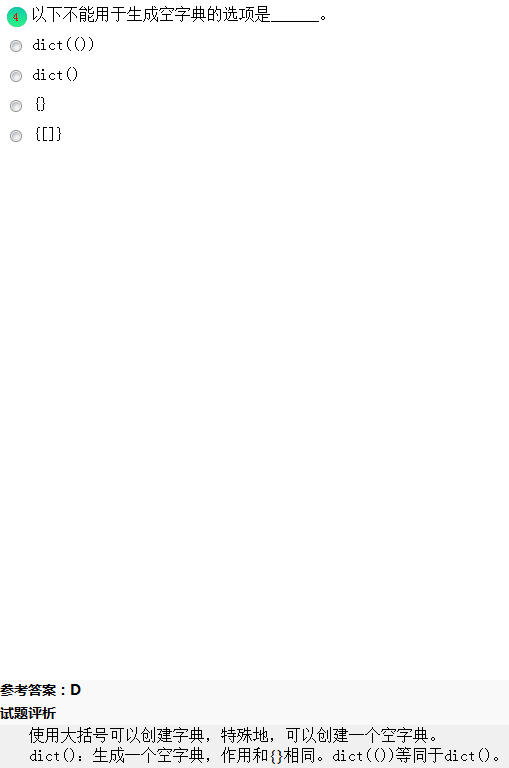 4 以下不能用于生成空字典的选项是______。
dict(())
dict()
{}
{[]}
参考答案：D
试题评析
使用大括号可以创建字典，特殊地，可以创建一个空字典。
dict()：生成一个空字典，作用和{}相同。dict(())等同于dict()。